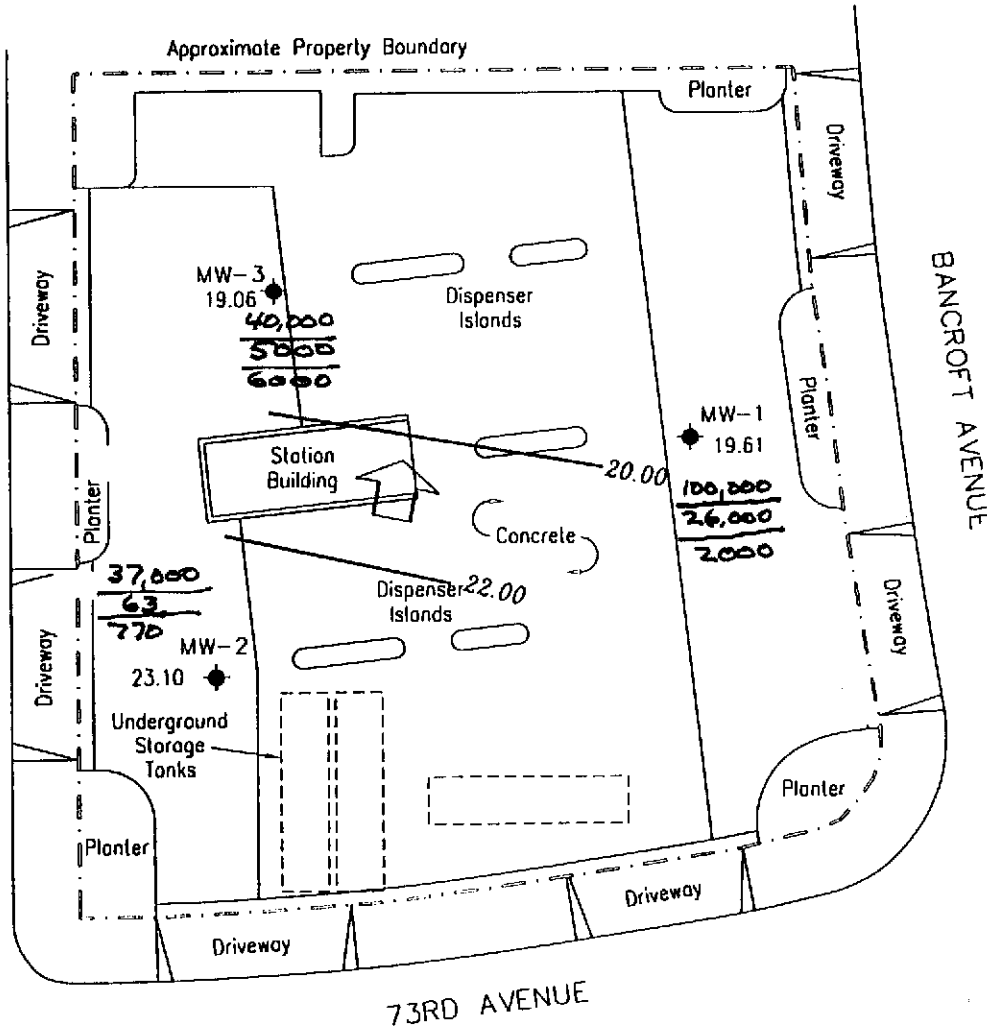 Approximate Property Boundary
Planter
Driveway
BANCROFT AVENUE
Driveway
MW-3
19.06
40,000
5000
6000
Dispenser
Islands
Planter
MW-1
19.61
100,000
26,000
2000
20.00
Station
Building
Concrete
Planter
37,000
63
770
22.00
Dispenser
Islands
MW-2
23.10
Driveway
Driveway
Underground
Storage
Tanks
Planter
Planter
Driveway
Driveway
73RD AVENUE